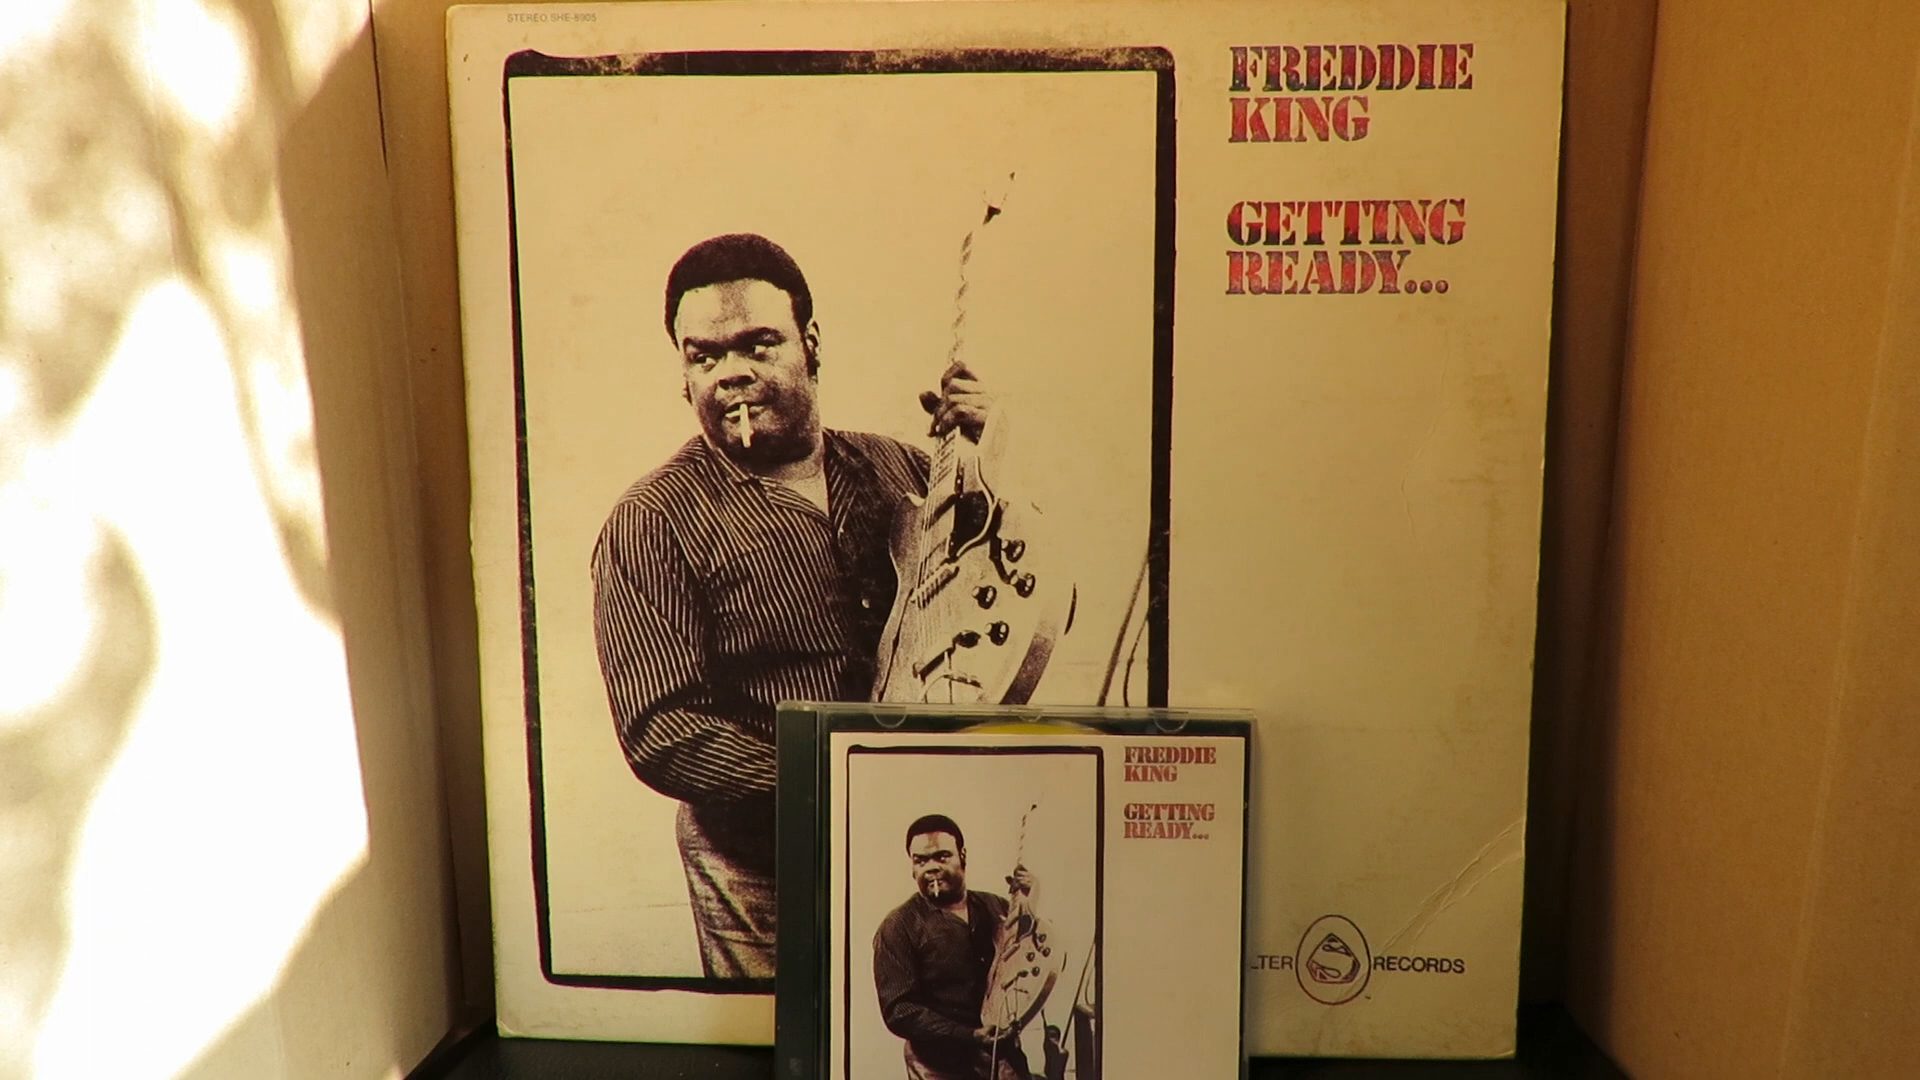 STEREO SHE-8905
FREDDIE
KING
GETTING
READY...
LTER RECORDS
FREDDIE
KING
GETTING
READY...